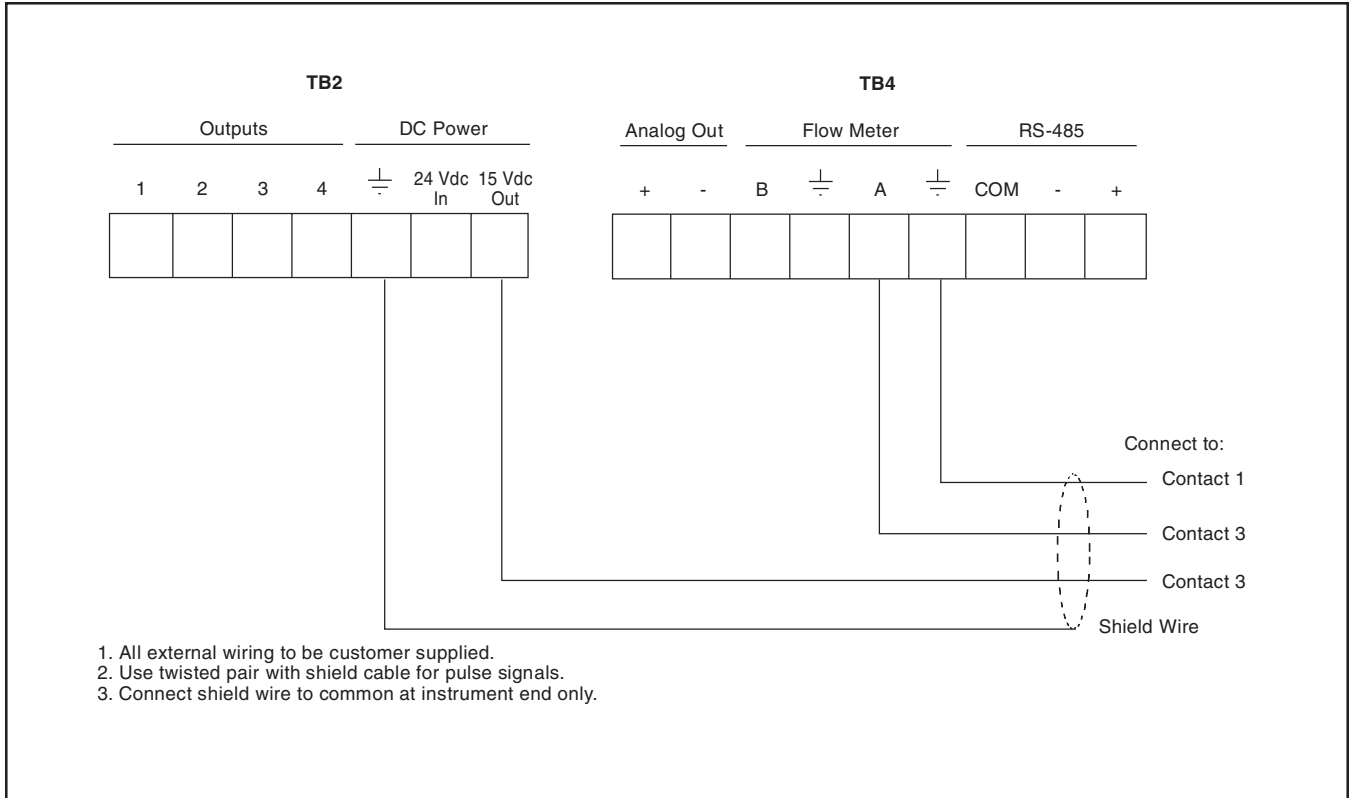 TB2
TB4
Outputs
DC Power
Analog Out
Flow Meter
RS-485
1
2
3
4
24 Vdc
In
15 Vdc
Out
+
-
B
A
COM
-
+
Connect to:
Contact 1
Contact 3
Contact 3
Shield Wire
1. All external wiring to be customer supplied.
2. Use twisted pair with shield cable for pulse signals.
3. Connect shield wire to common at instrument end only.